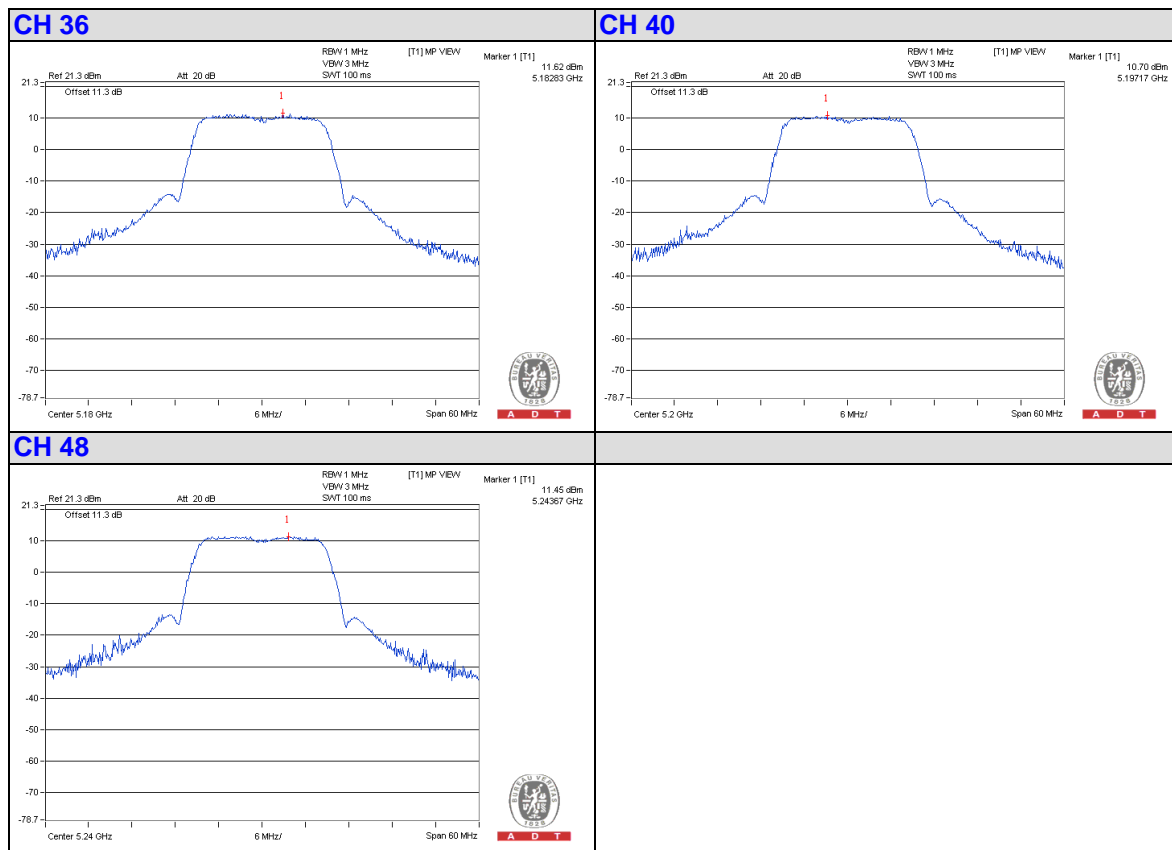 CH 36
CH 40
RBW 1 MHz [T1] MP VIEW
VBW 3 MHz
Ref 21.3 dBm Att 20 dB SWT 100 ms
Marker 1 [T1]
11.62 dBm
5.18283 GHz
21.3
Offset 11.3 dB
1
10
0
-10
-20
-30
-40
-50
-60
-70
-78.7
Center 5.18 GHz 6 MHz/ Span 60 MHz
BUREAU VERITAS
1828
A D T
RBW 1 MHz [T1] MP VIEW
VBW 3 MHz
Ref 21.3 dBm Att 20 dB SWT 100 ms
Marker 1 [T1]
10.70 dBm
5.19717 GHz
21.3
Offset 11.3 dB
1
10
0
-10
-20
-30
-40
-50
-60
-70
-78.7
Center 5.2 GHz 6 MHz/ Span 60 MHz
BUREAU VERITAS
1828
A D T
CH 48
RBW 1 MHz [T1] MP VIEW
VBW 3 MHz
Ref 21.3 dBm Att 20 dB SWT 100 ms
Marker 1 [T1]
11.45 dBm
5.24367 GHz
21.3
Offset 11.3 dB
1
10
0
-10
-20
-30
-40
-50
-60
-70
-78.7
Center 5.24 GHz 6 MHz/ Span 60 MHz
BUREAU VERITAS
1828
A D T